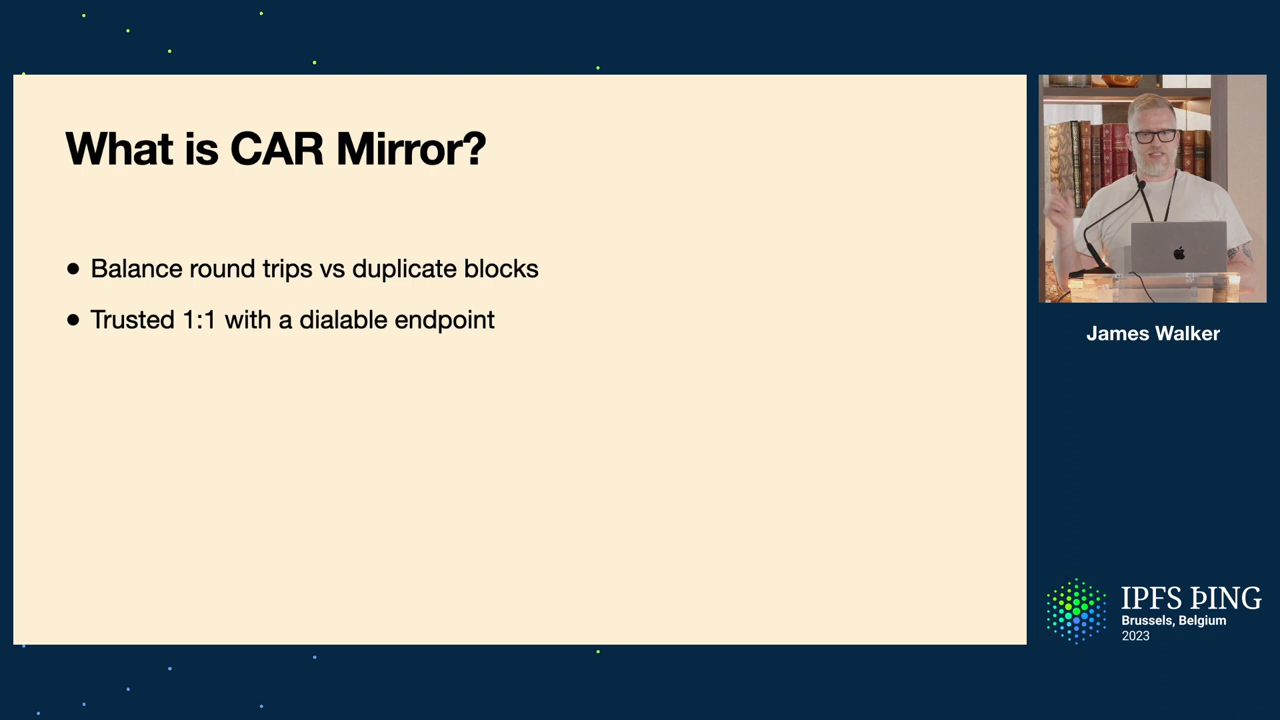 What is CAR Mirror?
● Balance round trips vs duplicate blocks
● Trusted 1:1 with a dialable endpoint
James Walker
IPFS ÞING
Brussels, Belgium
2023